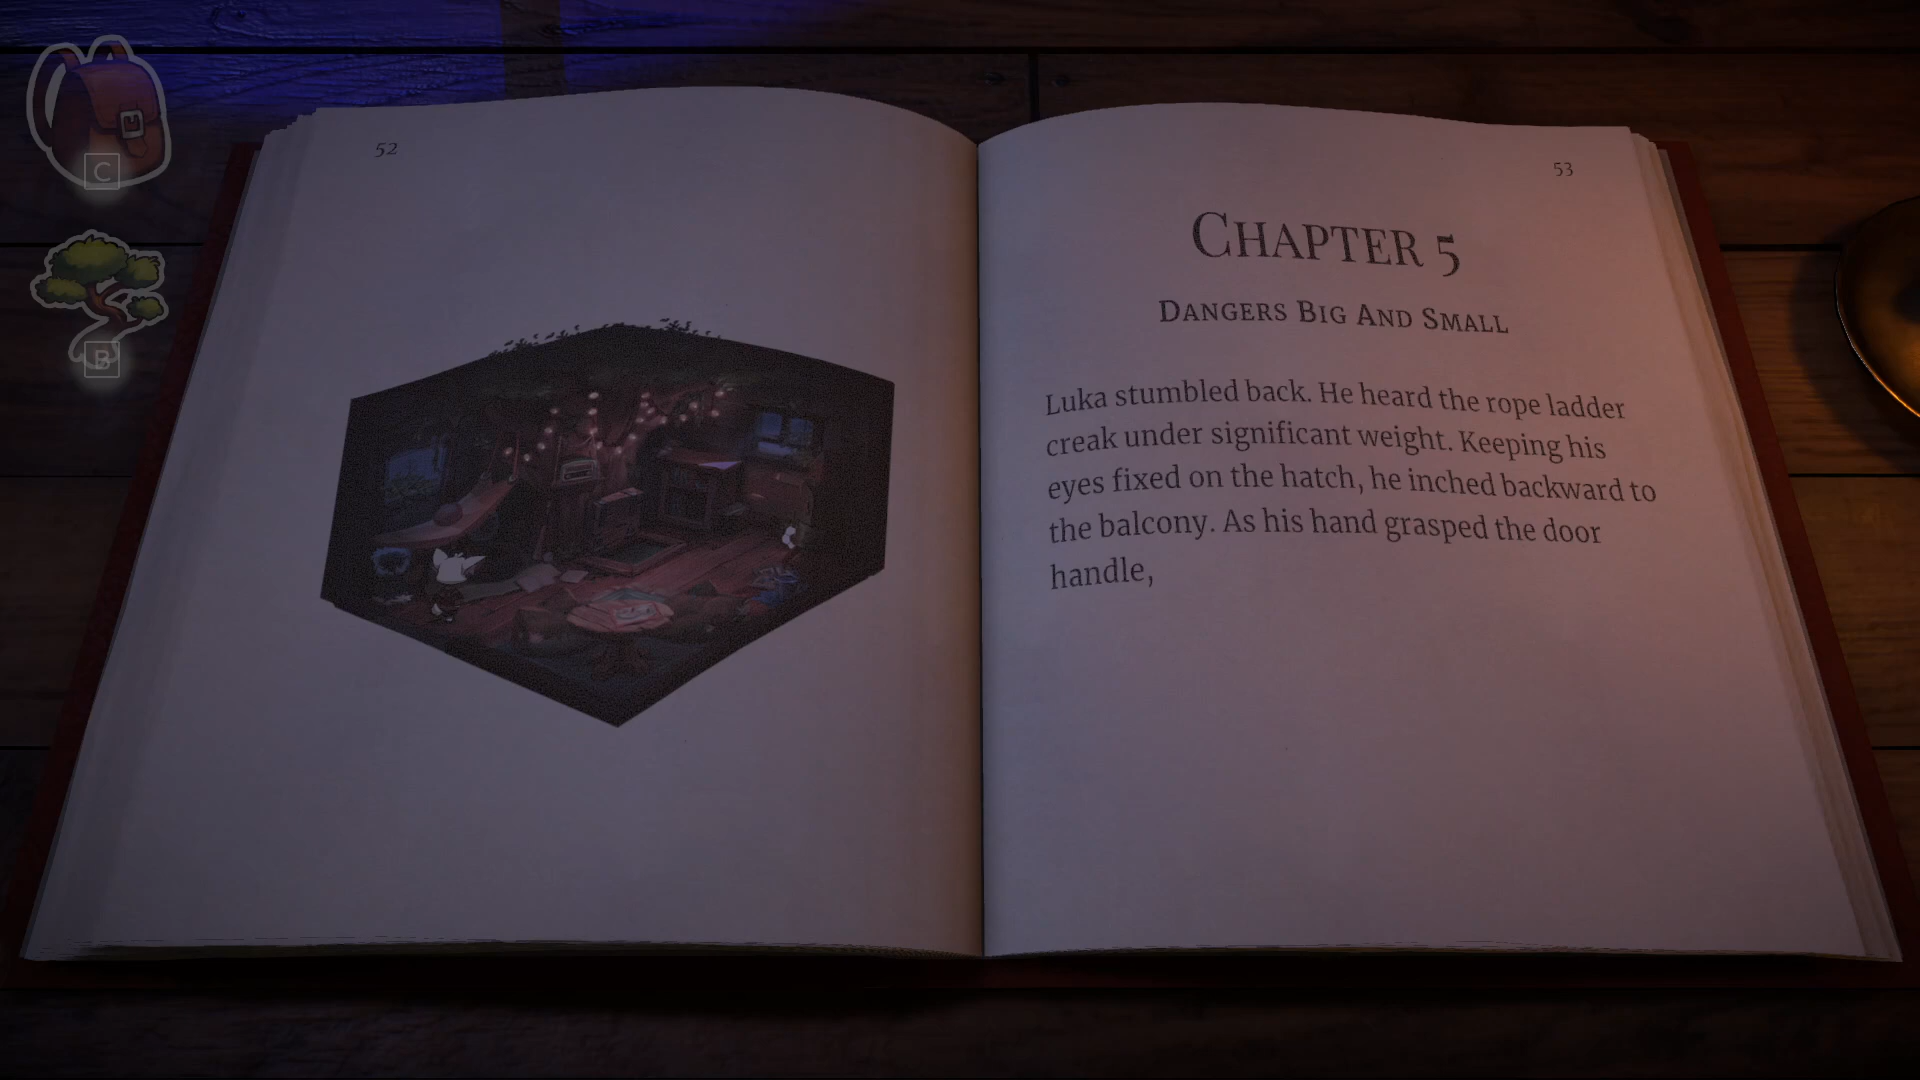 C
B
52
53
Chapter 5
Dangers Big And Small
Luka stumbled back. He heard the rope ladder
creak under significant weight. Keeping his
eyes fixed on the hatch, he inched backward to
the balcony. As his hand grasped the door
handle,